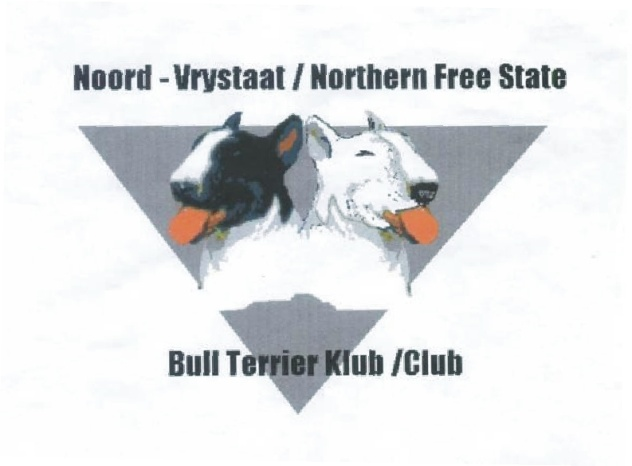 Noord - Vrystaat / Northern Free State
Bull Terrier Klub /Club